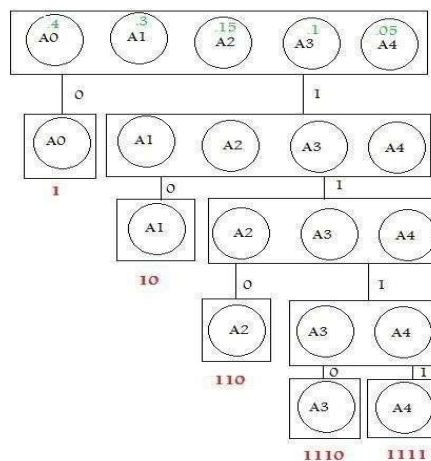 .4 .3 .15 .1 .05
A0 A1 A2 A3 A4
0 1
A0 A1 A2 A3 A4
1
0 1
A1 A2 A3 A4
10
0 1
A2 A3 A4
110
0 1
A3 A4
1110 1111